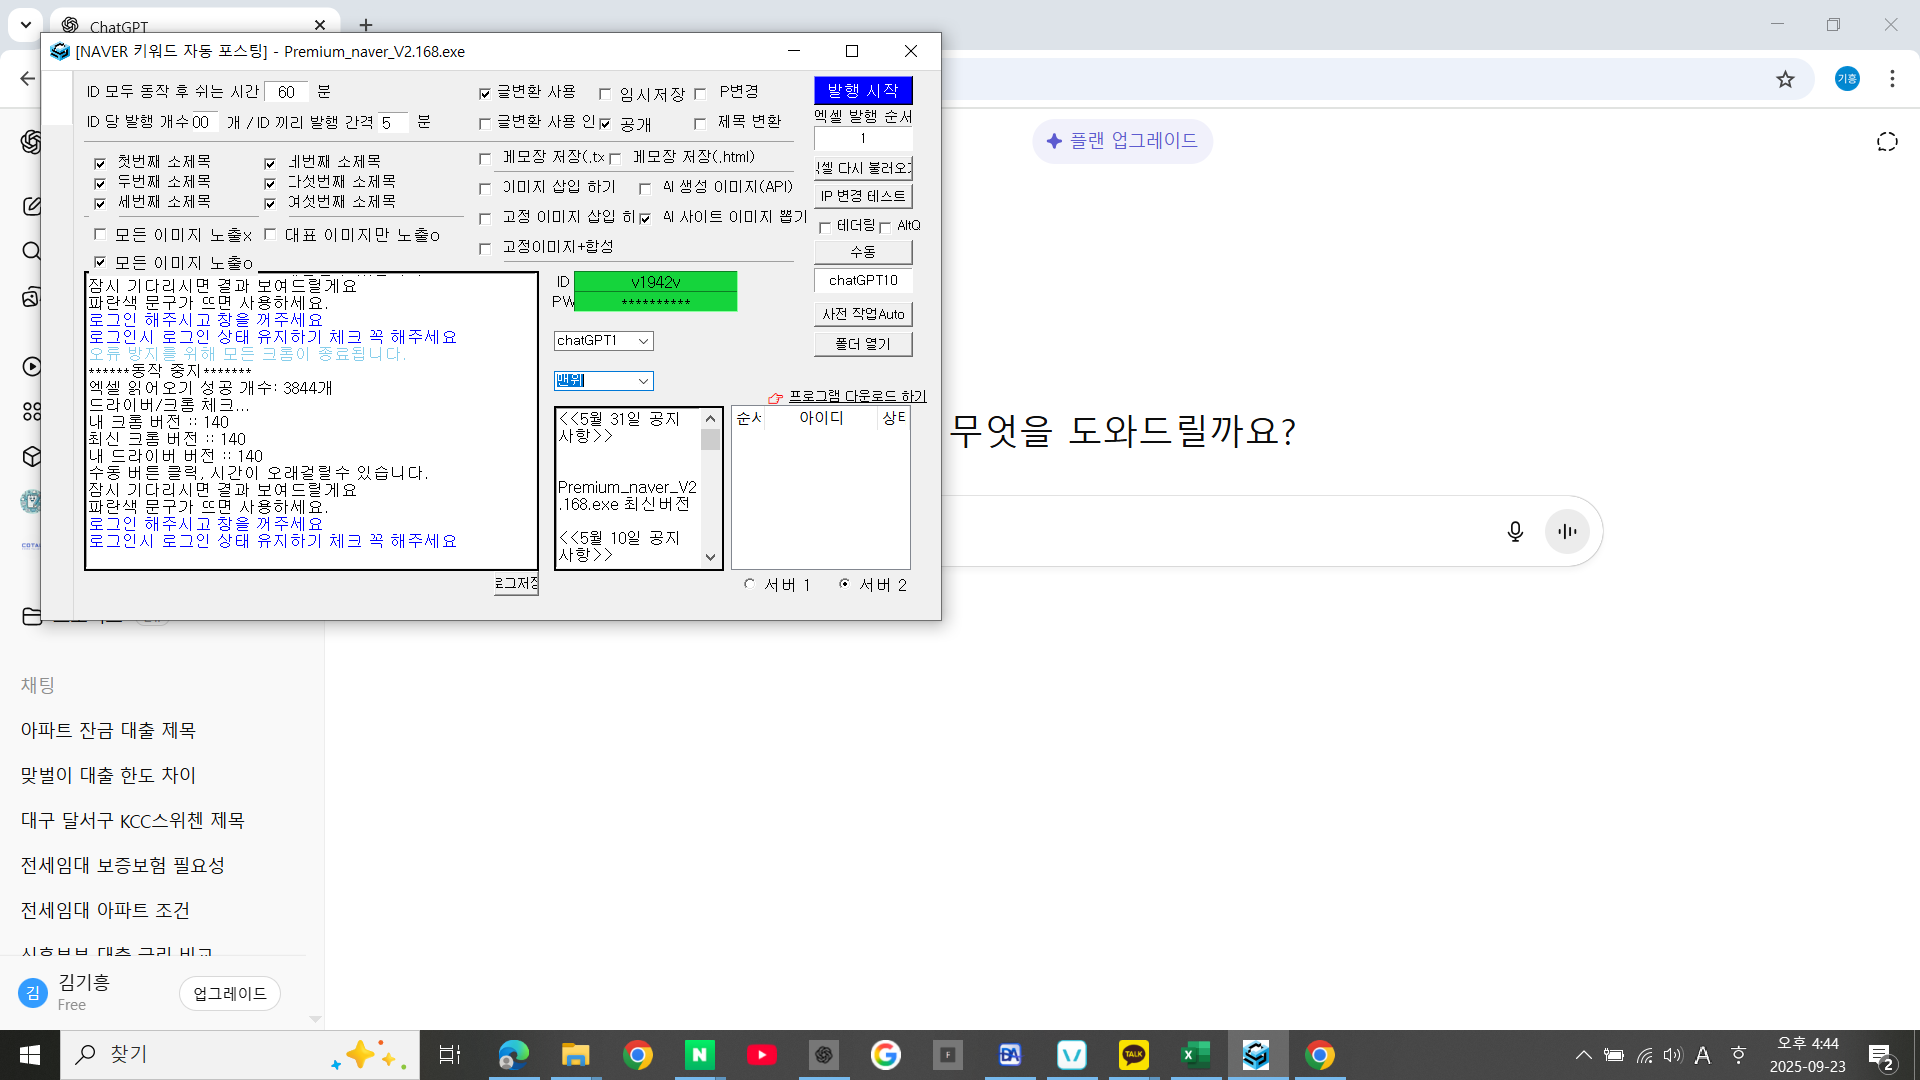 ChatGPT
[NAVER 키워드 자동 포스팅] - Premium_naver_V2.168.exe
ID 모두 동작 후 쉬는 시간 60 분
ID 당 발행 개수 00 개 / ID 끼리 발행 간격 5 분
첫번째 소제목
네번째 소제목
두번째 소제목
다섯번째 소제목
세번째 소제목
여섯번째 소제목
모든 이미지 노출x
대표 이미지만 노출o
모든 이미지 노출o
글변환 사용
임시저장
P변경
글변환 사용 인
공개
제목 변환
메모장 저장(.tx
메모장 저장(.html)
이미지 삽입 하기
AI 생성 이미지(API)
고정 이미지 삽입 히
AI 사이트 이미지 뽑기
고정이미지+합성
발행 시작
엑셀 발행 순서
1
셀 다시 불러오기
IP 변경 테스트
테더링
AltQ
수동
chatGPT10
사전 작업Auto
폴더 열기
잠시 기다리시면 결과 보여드릴게요
파란색 문구가 뜨면 사용하세요.
로그인 해주시고 창을 꺼주세요
로그인시 로그인 상태 유지하기 체크 꼭 해주세요
오류 방지를 위해 모든 크롬이 종료됩니다.
******동작 중지*******
엑셀 읽어오기 성공 개수: 3844개
드라이버/크롬 체크...
내 크롬 버전 :: 140
최신 크롬 버전 :: 140
내 드라이버 버전 :: 140
수동 버튼 클릭, 시간이 오래걸릴수 있습니다.
잠시 기다리시면 결과 보여드릴게요
파란색 문구가 뜨면 사용하세요.
로그인 해주시고 창을 꺼주세요
로그인시 로그인 상태 유지하기 체크 꼭 해주세요
로그저장
ID v1942v
PW **********
chatGPT1
맨위
프로그램 다운로드 하기
<<5월 31일 공지
사항>>
Premium_naver_V2
.168.exe 최신버전
<<5월 10일 공지
사항>>
순서 아이디 상태
서버 1
서버 2
기흥
플랜 업그레이드
무엇을 도와드릴까요?
채팅
아파트 잔금 대출 제목
맞벌이 대출 한도 차이
대구 달서구 KCC스위첸 제목
전세임대 보증보험 필요성
전세임대 아파트 조건
신혼부부 대출 금리 비교
김
김기흥
Free
업그레이드
찾기
TALK
A
오후 4:44
2025-09-23
2